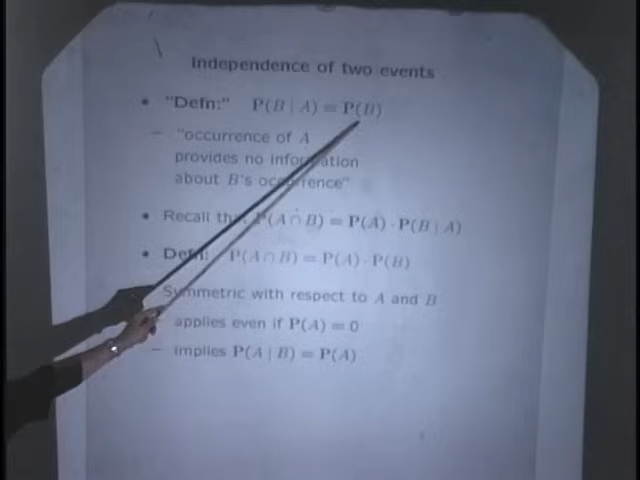 Independence of two events
• "Defn:" P(B | A) = P(B)
– "occurrence of A
provides no information
about B's occurrence"
• Recall that P(A ∩ B) = P(A) · P(B | A)
• Defn: P(A ∩ B) = P(A) · P(B)
Symmetric with respect to A and B
applies even if P(A) = 0
– implies P(A | B) = P(A)